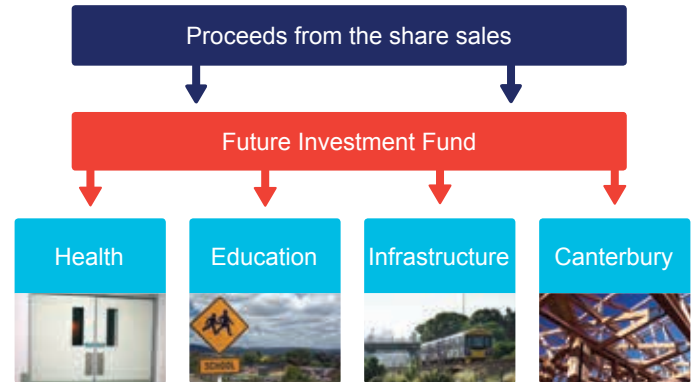 Proceeds from the share sales
Future Investment Fund
Health
Education
Infrastructure
Canterbury
SCHOOL